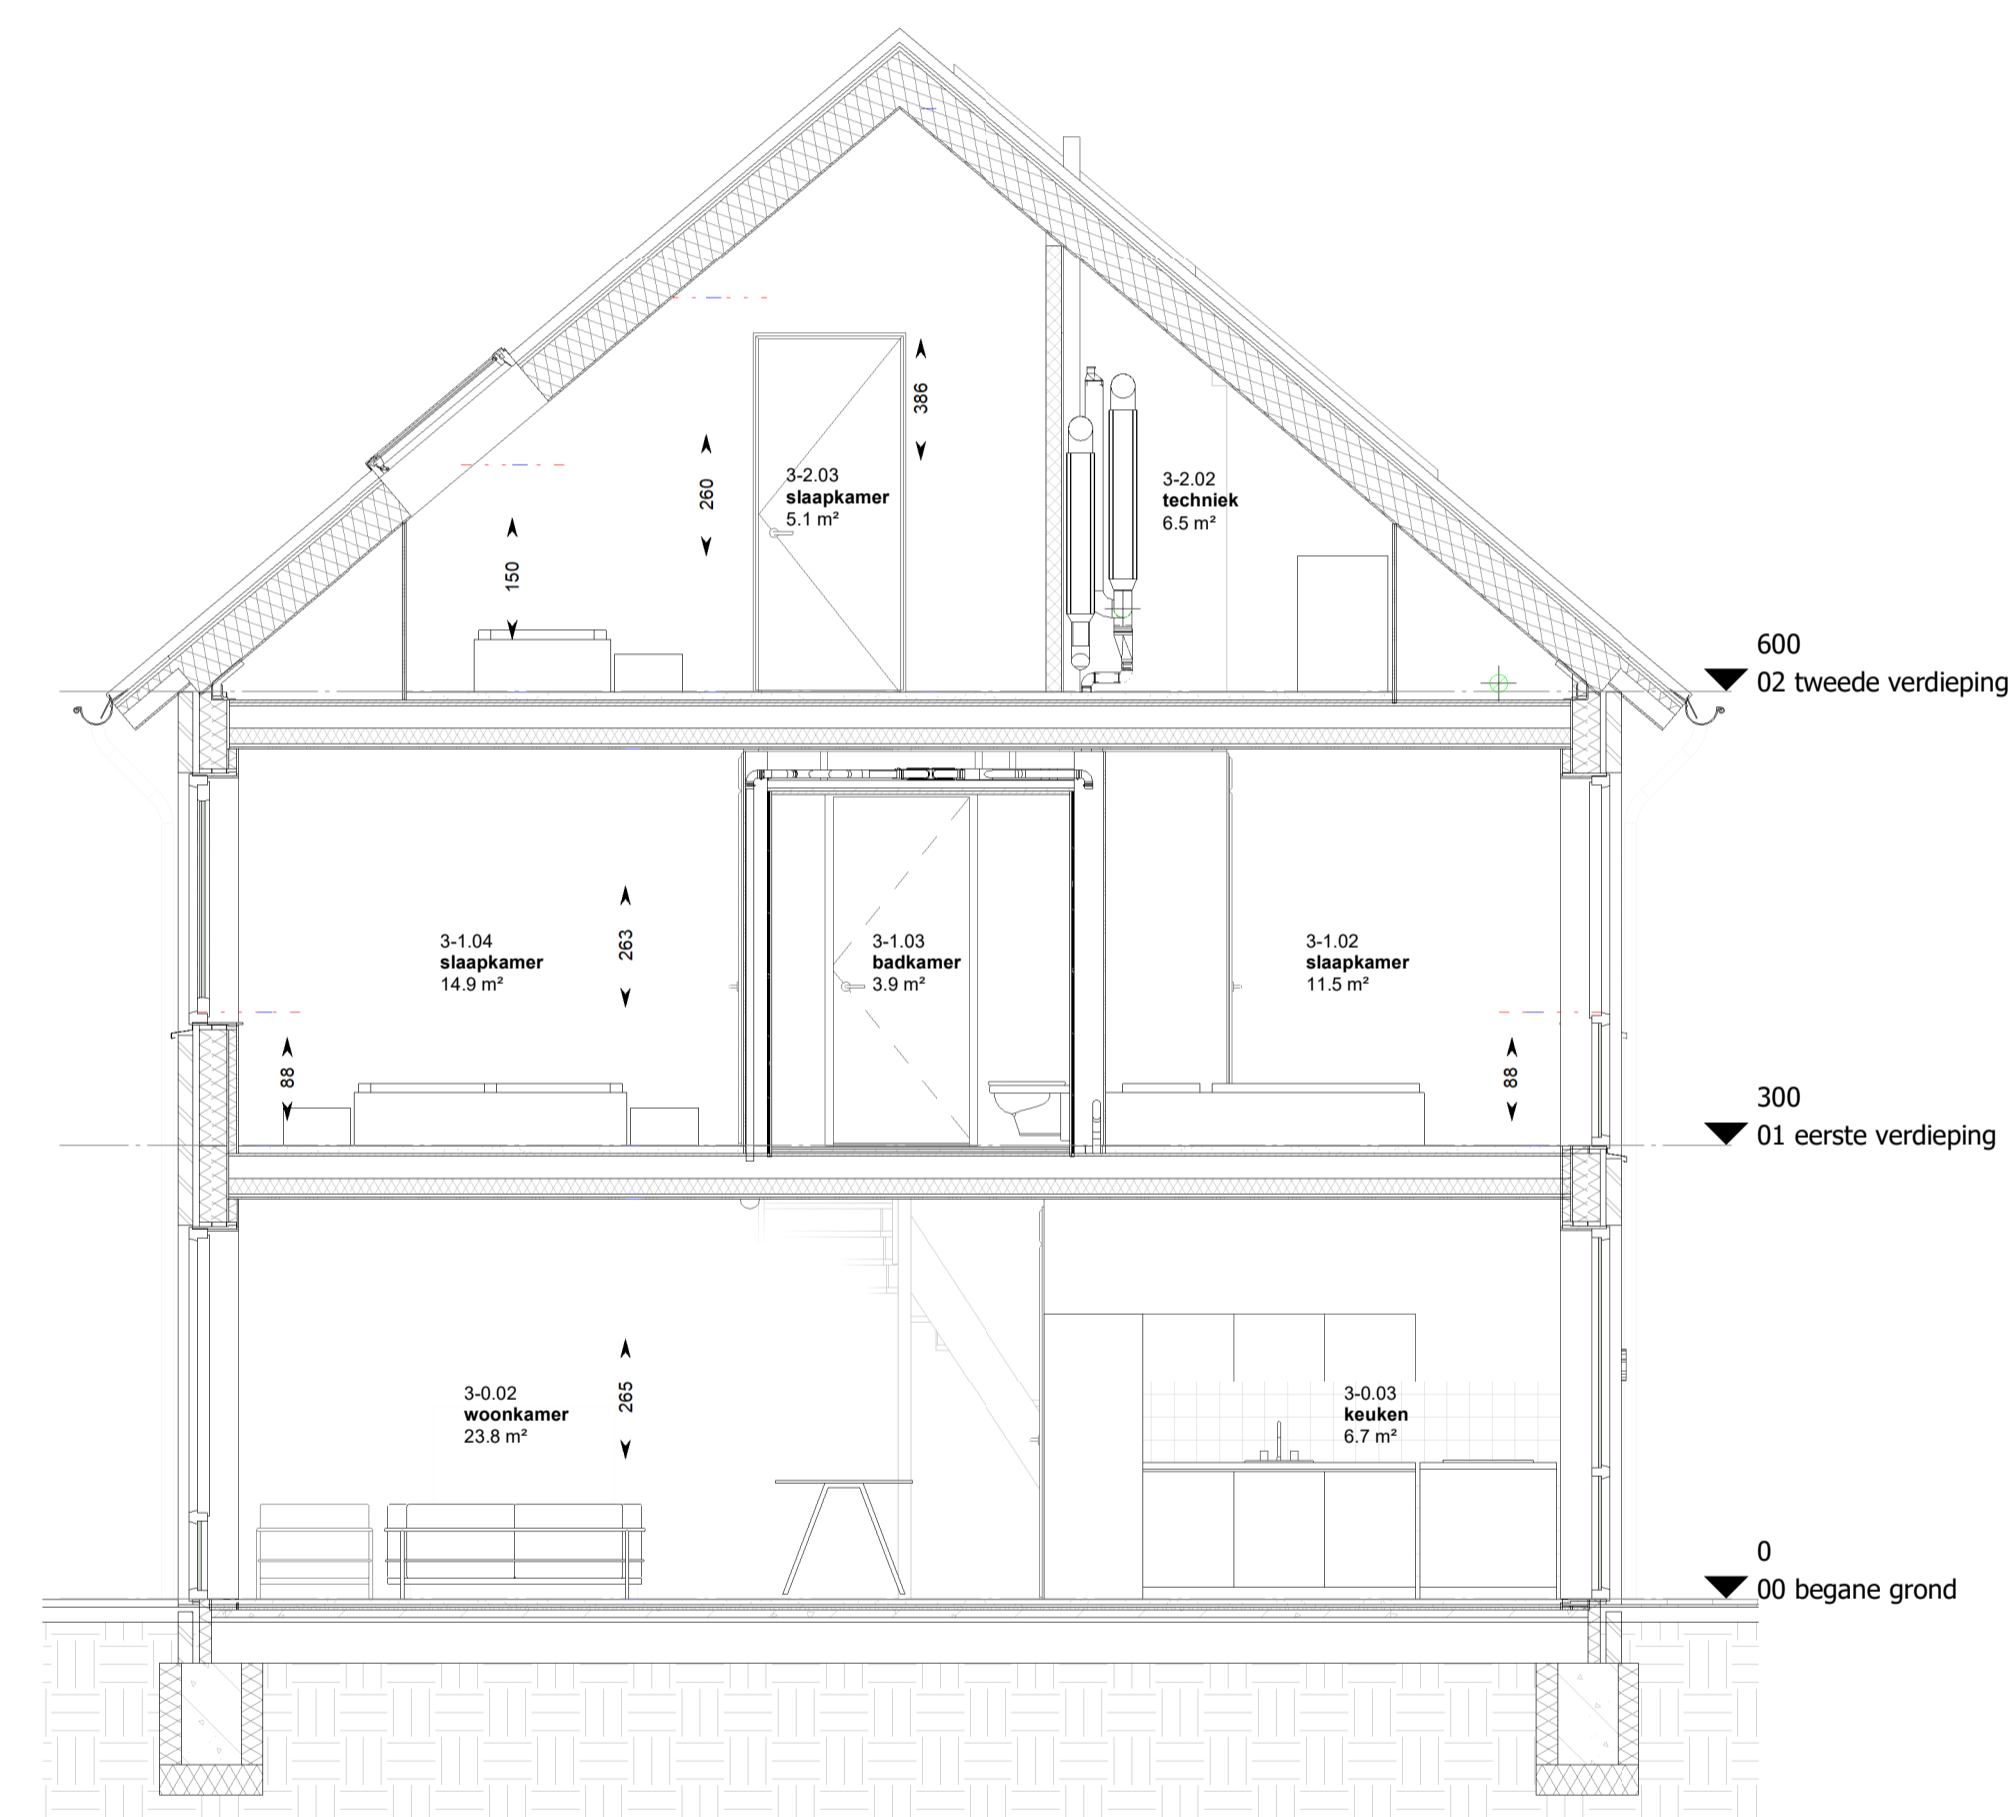 386
260
3-2.03
slaapkamer
5.1 m²
3-2.02
techniek
6.5 m²
150
600
02 tweede verdieping
263
3-1.04
slaapkamer
14.9 m²
3-1.03
badkamer
3.9 m²
3-1.02
slaapkamer
11.5 m²
88
88
300
01 eerste verdieping
265
3-0.02
woonkamer
23.8 m²
3-0.03
keuken
6.7 m²
0
00 begane grond